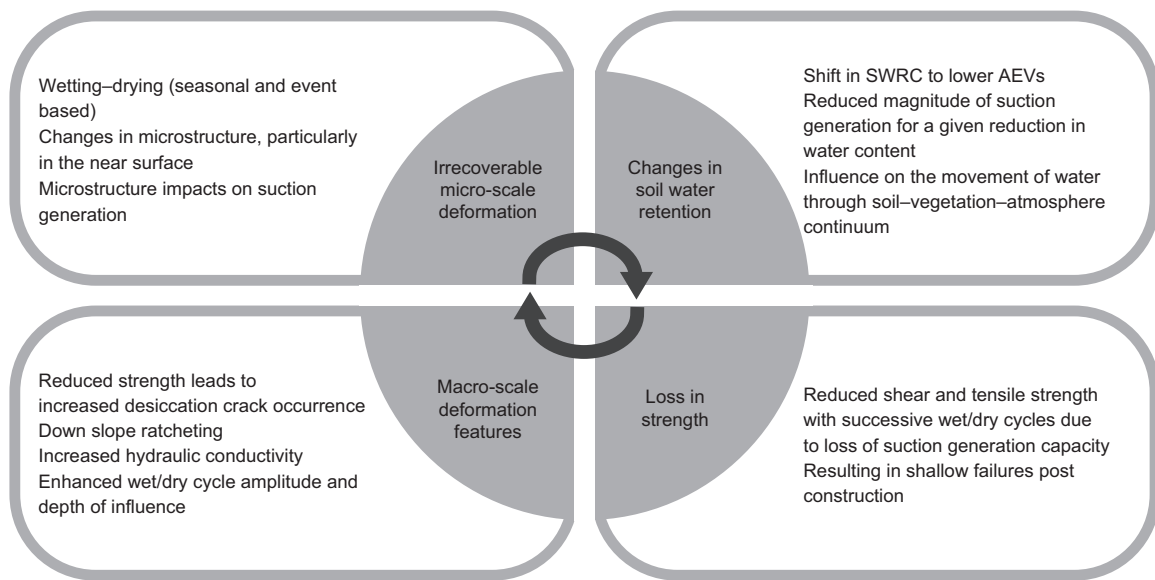 Wetting–drying (seasonal and event
based)
Changes in microstructure, particularly
in the near surface
Microstructure impacts on suction
generation
Irrecoverable
micro-scale
deformation
Changes in
soil water
retention
Shift in SWRC to lower AEVs
Reduced magnitude of suction
generation for a given reduction in
water content
Influence on the movement of water
through soil–vegetation–atmosphere
continuum
Reduced strength leads to
increased desiccation crack occurrence
Down slope ratcheting
Increased hydraulic conductivity
Enhanced wet/dry cycle amplitude and
depth of influence
Macro-scale
deformation
features
Loss in
strength
Reduced shear and tensile strength
with successive wet/dry cycles due
to loss of suction generation capacity
Resulting in shallow failures post
construction